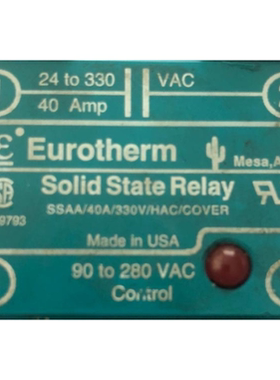 24 to 330 VAC
40 Amp
Eurotherm
Mesa, A
Solid State Relay
9793
SSAA/40A/330V/HAC/COVER
Made in USA
90 to 280 VAC
Control